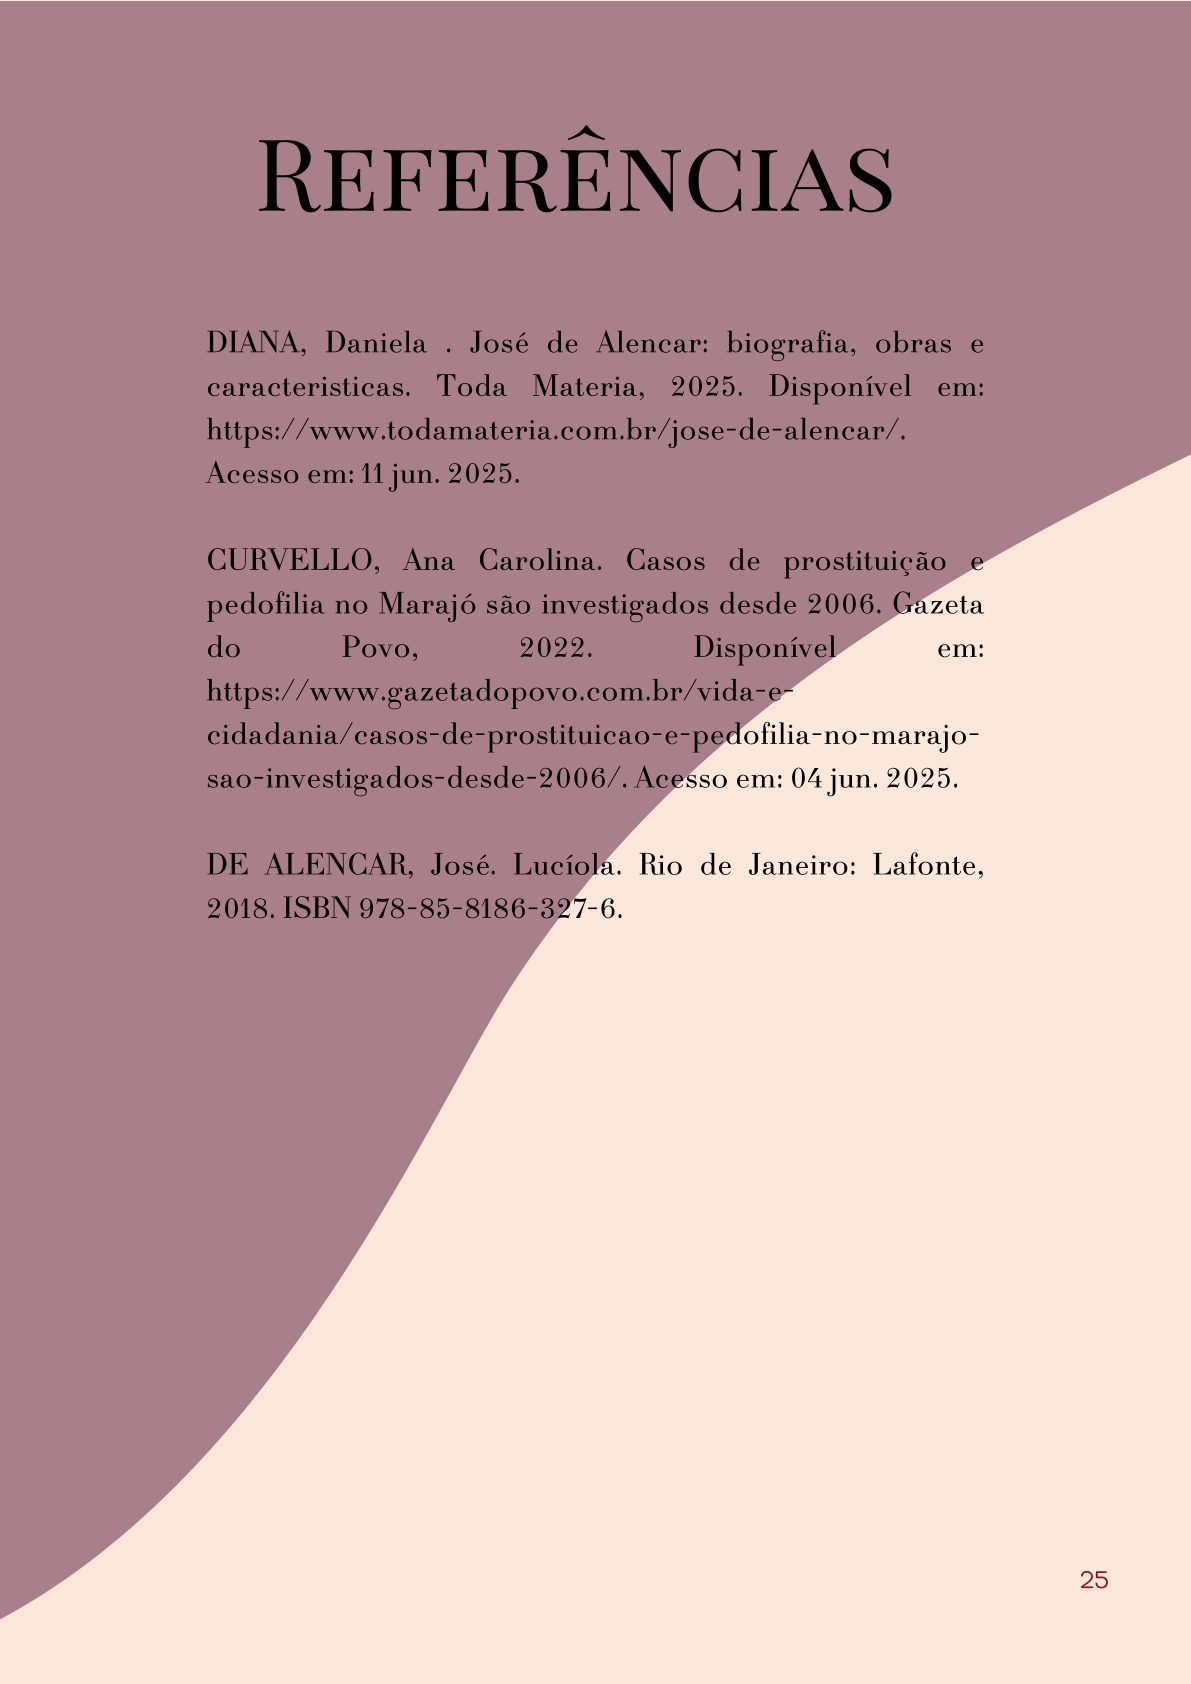 REFERÊNCIAS
DIANA, Daniela . José de Alencar: biografia, obras e
caracteristicas. Toda Materia, 2025. Disponível em:
https://www.todamateria.com.br/jose-de-alencar/.
Acesso em: 11 jun. 2025.
CURVELLO, Ana Carolina. Casos de prostituição e
pedofilia no Marajó são investigados desde 2006. Gazeta
do Povo, 2022. Disponível em:
https://www.gazetadopovo.com.br/vida-e-
cidadania/casos-de-prostituicao-e-pedofilia-no-marajo-
sao-investigados-desde-2006/. Acesso em: 04 jun. 2025.
DE ALENCAR, José. Lucíola. Rio de Janeiro: Lafonte,
2018. ISBN 978-85-8186-327-6.
25